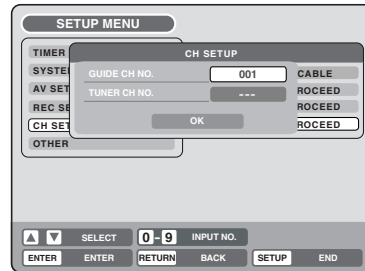 SETUP MENU
TIMER
CH SETUP
SYSTE
GUIDE CH NO. 001 CABLE
AV SET
TUNER CH NO. --- ROCEED
REC SE ROCEED
CH SET OK ROCEED
OTHER
▲ ▼ SELECT 0-9 INPUT NO.
ENTER ENTER RETURN BACK SETUP END